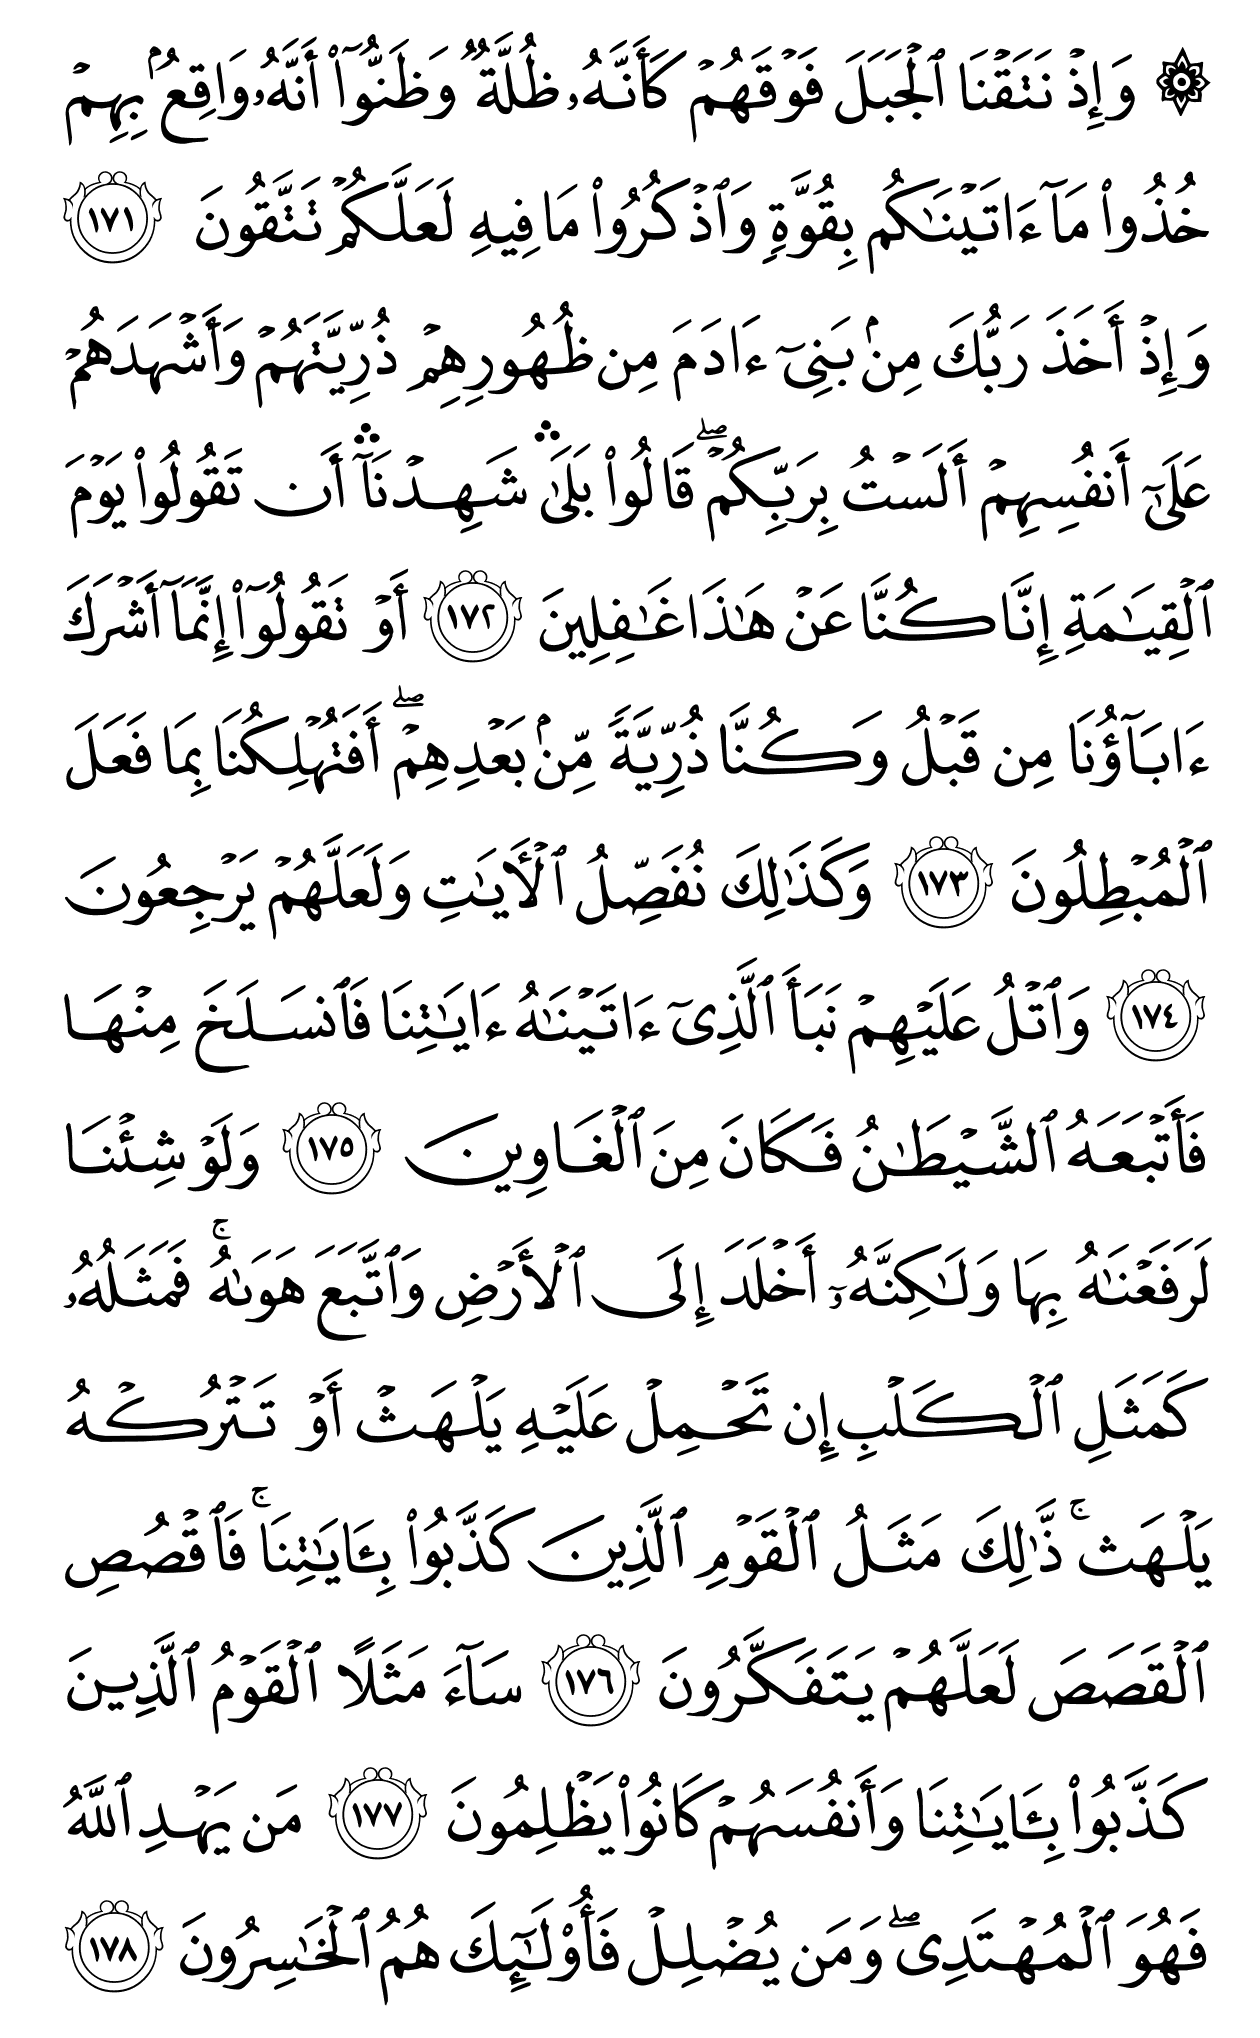 ۞ وَإِذۡ نَتَقۡنَا ٱلۡجَبَلَ فَوۡقَهُمۡ كَأَنَّهُۥ ظُلَّةٞ وَظَنُّوٓاْ أَنَّهُۥ وَاقِعُۢ بِهِمۡ
خُذُواْ مَآ ءَاتَيۡنَٰكُم بِقُوَّةٖ وَٱذۡكُرُواْ مَا فِيهِ لَعَلَّكُمۡ تَتَّقُونَ ١٧١
وَإِذۡ أَخَذَ رَبُّكَ مِنۢ بَنِيٓ ءَادَمَ مِن ظُهُورِهِمۡ ذُرِّيَّتَهُمۡ وَأَشۡهَدَهُمۡ
عَلَىٰٓ أَنفُسِهِمۡ أَلَسۡتُ بِرَبِّكُمۡۖ قَالُواْ بَلَىٰۛ شَهِدۡنَآۛ أَن تَقُولُواْ يَوۡمَ
ٱلۡقِيَٰمَةِ إِنَّا كُنَّا عَنۡ هَٰذَا غَٰفِلِينَ ١٧٢ أَوۡ تَقُولُوٓاْ إِنَّمَآ أَشۡرَكَ
ءَابَآؤُنَا مِن قَبۡلُ وَكُنَّا ذُرِّيَّةٗ مِّنۢ بَعۡدِهِمۡۖ أَفَتُهۡلِكُنَا بِمَا فَعَلَ
ٱلۡمُبۡطِلُونَ ١٧٣ وَكَذَٰلِكَ نُفَصِّلُ ٱلۡأٓيَٰتِ وَلَعَلَّهُمۡ يَرۡجِعُونَ
١٧٤ وَٱتۡلُ عَلَيۡهِمۡ نَبَأَ ٱلَّذِيٓ ءَاتَيۡنَٰهُ ءَايَٰتِنَا فَٱنسَلَخَ مِنۡهَا
فَأَتۡبَعَهُ ٱلشَّيۡطَٰنُ فَكَانَ مِنَ ٱلۡغَاوِينَ ١٧٥ وَلَوۡ شِئۡنَا
لَرَفَعۡنَٰهُ بِهَا وَلَٰكِنَّهُۥٓ أَخۡلَدَ إِلَى ٱلۡأَرۡضِ وَٱتَّبَعَ هَوَىٰهُۚ فَمَثَلُهُۥ
كَمَثَلِ ٱلۡكَلۡبِ إِن تَحۡمِلۡ عَلَيۡهِ يَلۡهَثۡ أَوۡ تَتۡرُكۡهُ
يَلۡهَثۚ ذَّٰلِكَ مَثَلُ ٱلۡقَوۡمِ ٱلَّذِينَ كَذَّبُواْ بِـَٔايَٰتِنَاۚ فَٱقۡصُصِ
ٱلۡقَصَصَ لَعَلَّهُمۡ يَتَفَكَّرُونَ ١٧٦ سَآءَ مَثَلًا ٱلۡقَوۡمُ ٱلَّذِينَ
كَذَّبُواْ بِـَٔايَٰتِنَا وَأَنفُسَهُمۡ كَانُواْ يَظۡلِمُونَ ١٧٧ مَن يَهۡدِ ٱللَّهُ
فَهُوَ ٱلۡمُهۡتَدِيۖ وَمَن يُضۡلِلۡ فَأُوْلَٰٓئِكَ هُمُ ٱلۡخَٰسِرُونَ ١٧٨